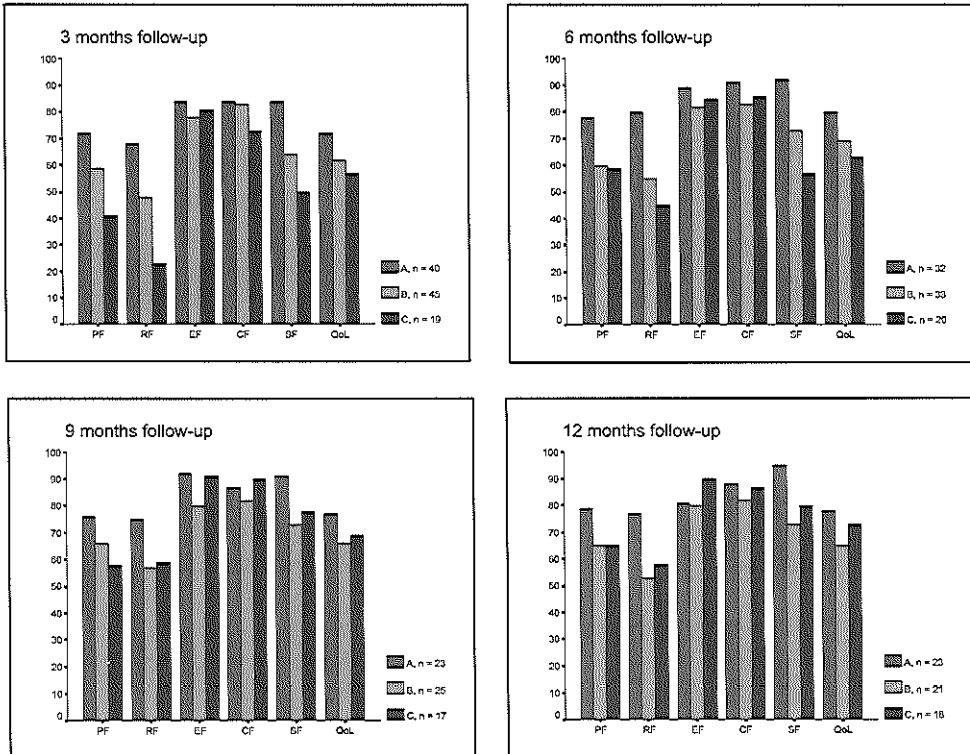 3 months follow-up
100
90
80
70
60
50
40
30
20
10
0
PF RF EF CF SF QoL
A, n = 40
B, n = 45
C, n = 19
6 months follow-up
100
90
80
70
60
50
40
30
20
10
0
PF RF EF CF SF QoL
A, n = 32
B, n = 33
C, n = 20
9 months follow-up
100
90
80
70
60
50
40
30
20
10
0
PF RF EF CF SF QoL
A, n = 23
B, n = 25
C, n = 17
12 months follow-up
100
90
80
70
60
50
40
30
20
10
0
PF RF EF CF SF QoL
A, n = 23
B, n = 21
C, n = 18